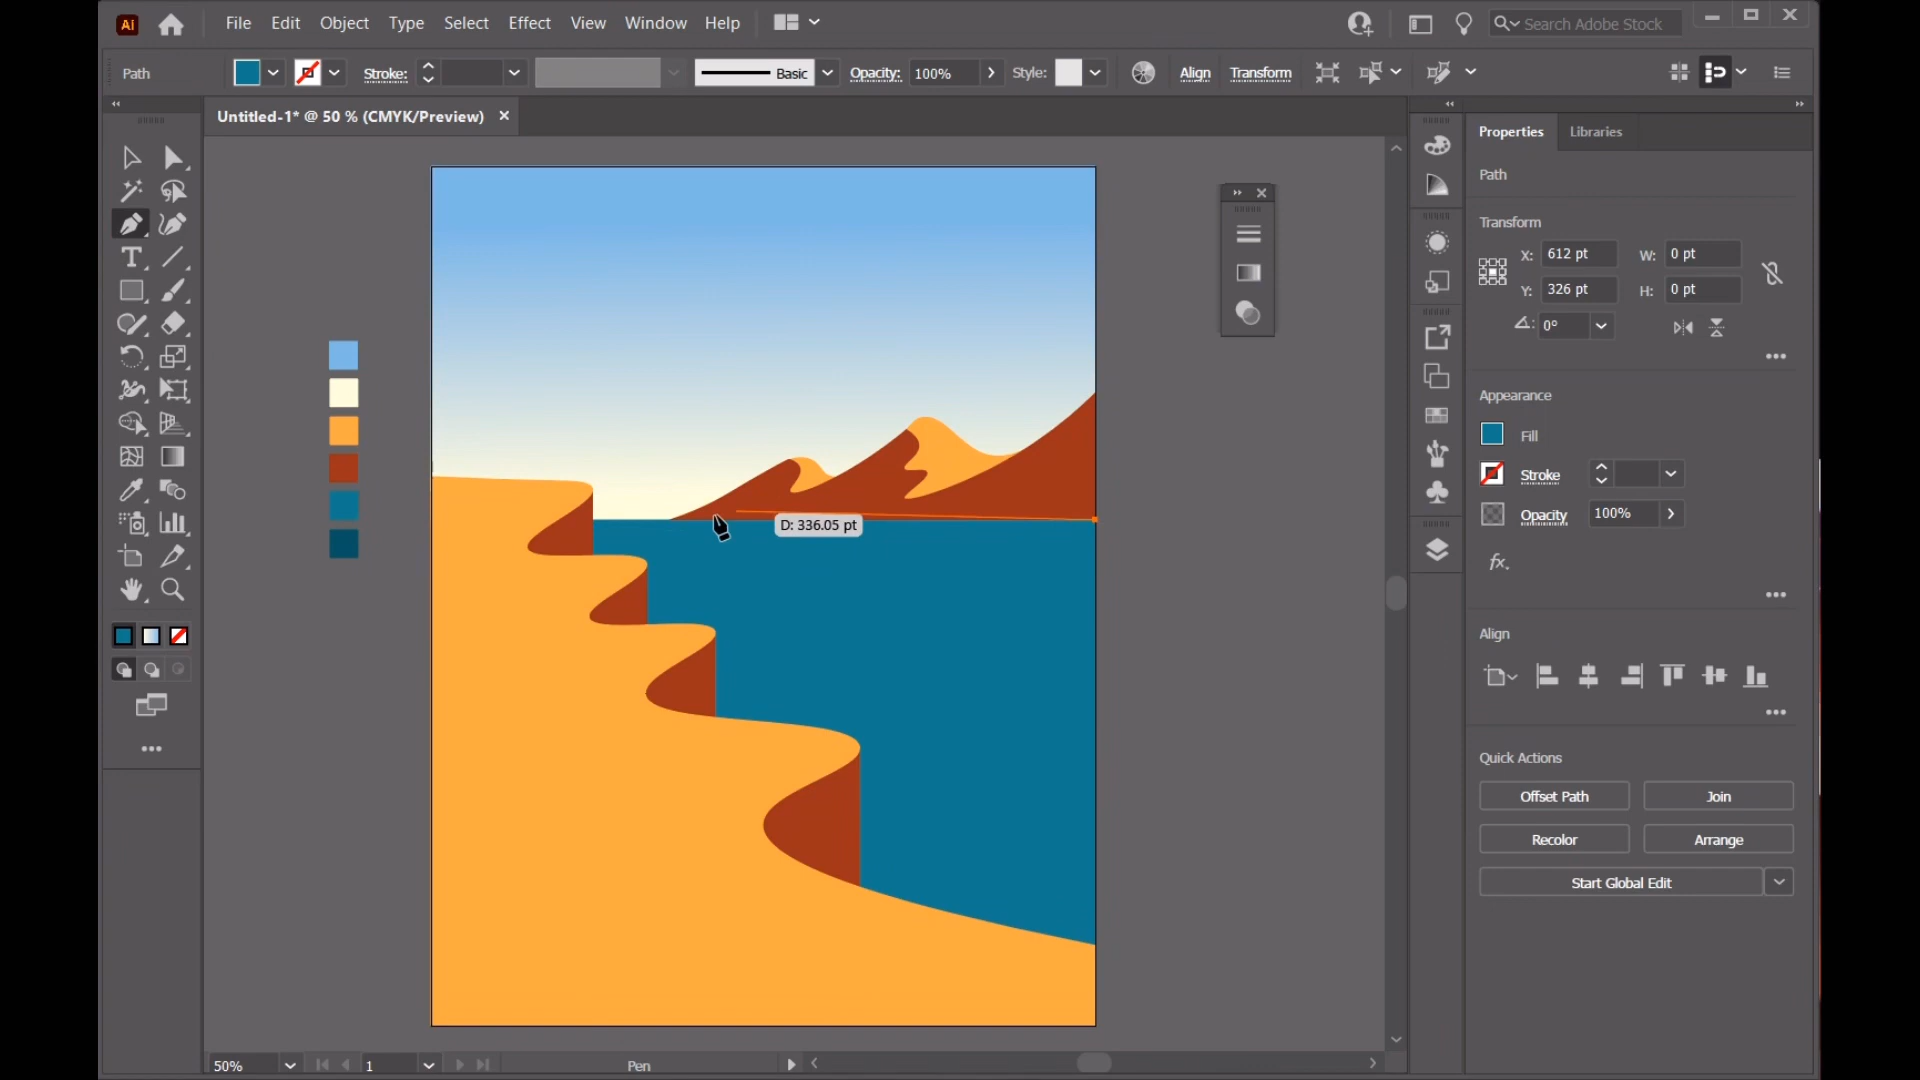 Ai File Edit Object Type Select Effect View Window Help Search Adobe Stock
Path Stroke: Basic Opacity: 100% Style: Align Transform
Untitled-1* @ 50 % (CMYK/Preview)
Properties Libraries
Path
Transform
X: 612 pt W: 0 pt
Y: 326 pt H: 0 pt
0°
Appearance
Fill
Stroke
Opacity 100%
fx.
D: 336.05 pt
Align
Quick Actions
Offset Path Join
Recolor Arrange
Start Global Edit
50% 1 Pen